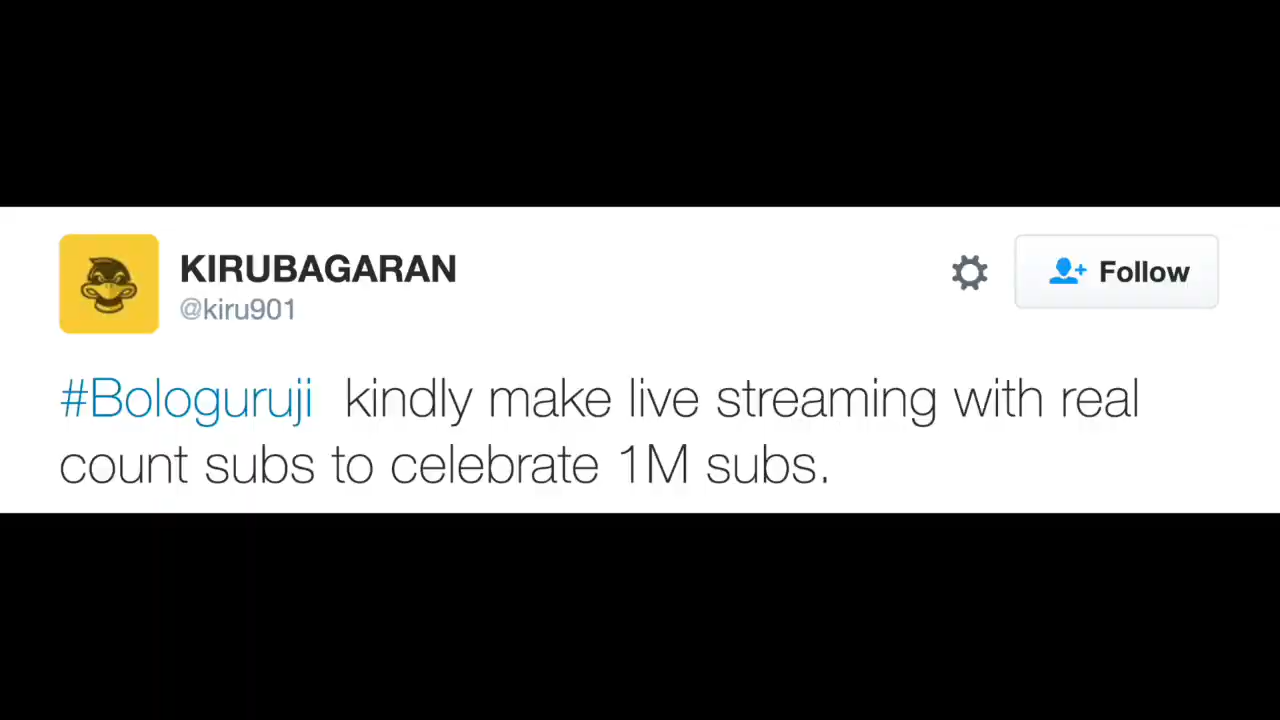 KIRUBAGARAN
@kiru901
Follow
#Bologuruji kindly make live streaming with real
count subs to celebrate 1M subs.